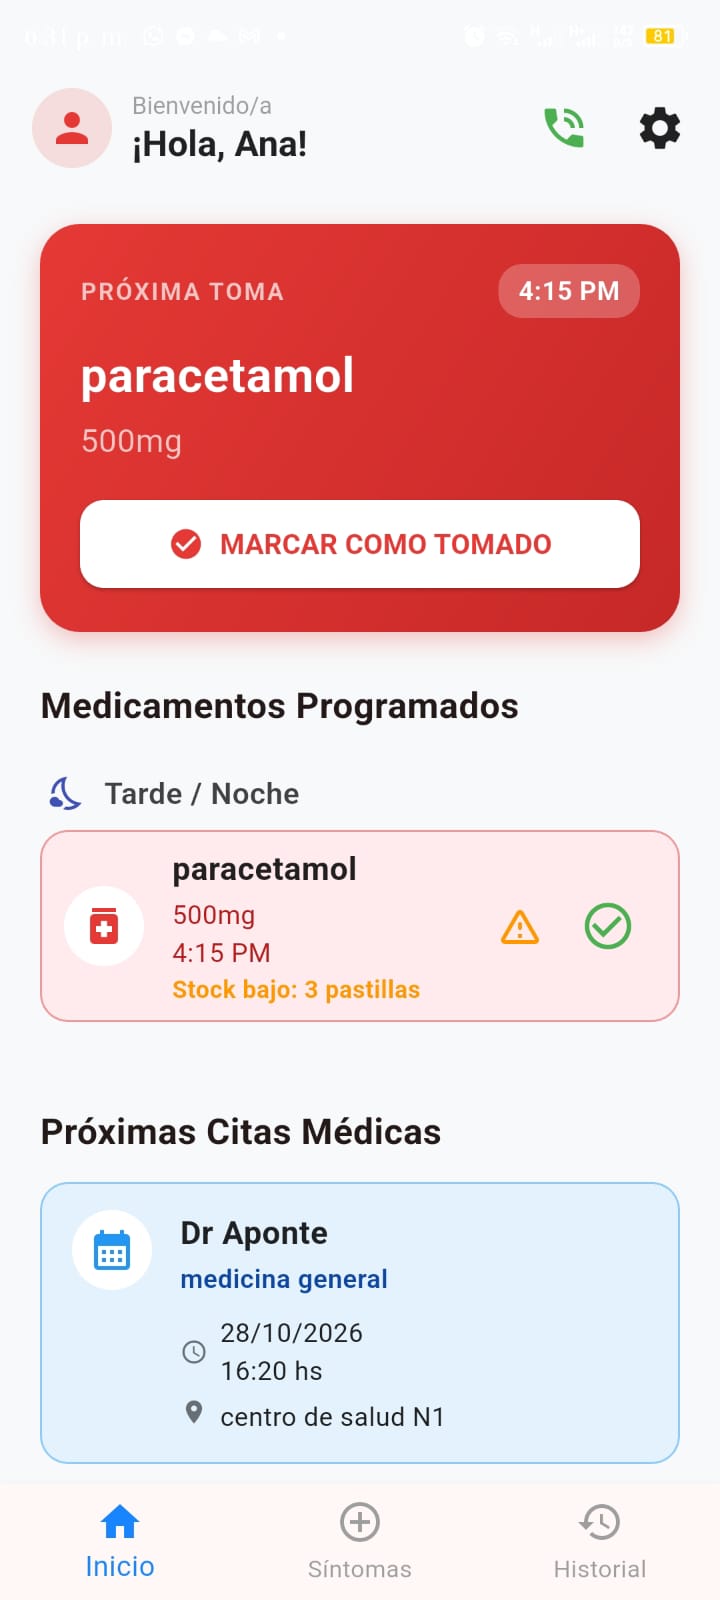 81
Bienvenido/a
¡Hola, Ana!
PRÓXIMA TOMA
4:15 PM
paracetamol
500mg
MARCAR COMO TOMADO
Medicamentos Programados
Tarde / Noche
paracetamol
500mg
4:15 PM
Stock bajo: 3 pastillas
Próximas Citas Médicas
Dr Aponte
medicina general
28/10/2026
16:20 hs
centro de salud N1
Inicio
Síntomas
Historial